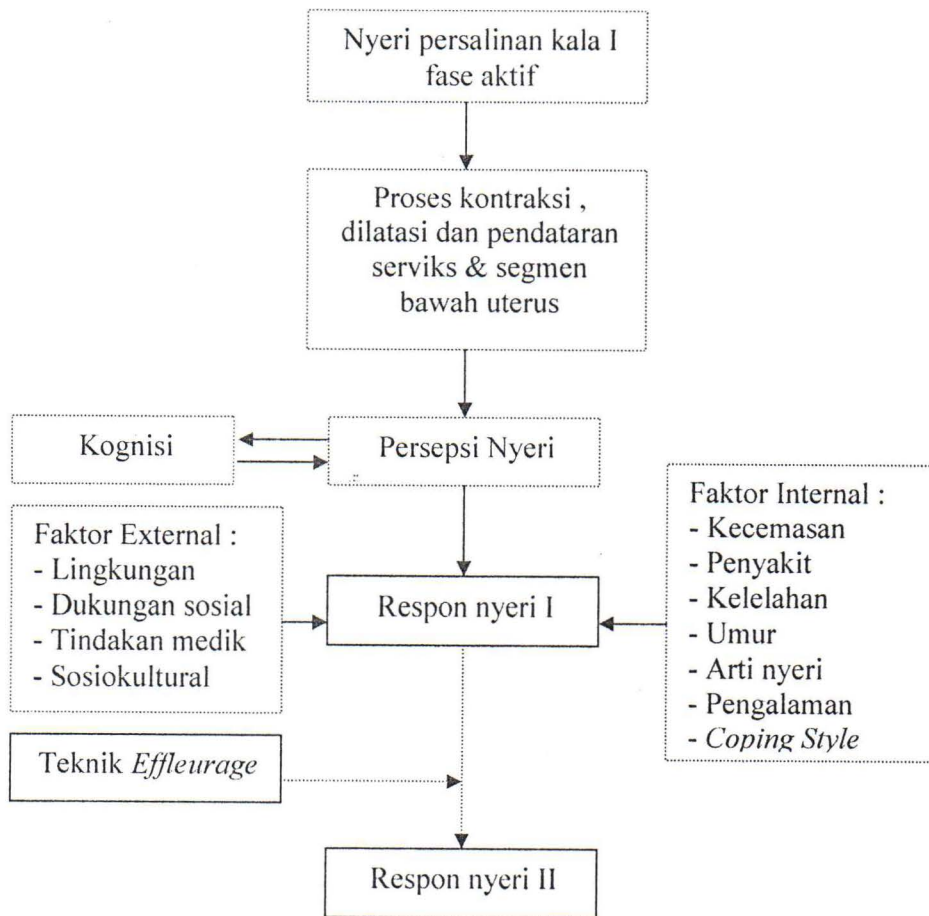 Nyeri persalinan kala I
fase aktif
Proses kontraksi ,
dilatasi dan pendataran
serviks & segmen
bawah uterus
Kognisi
Persepsi Nyeri
Faktor External :
- Lingkungan
- Dukungan sosial
- Tindakan medik
- Sosiokultural
Respon nyeri I
Faktor Internal :
- Kecemasan
- Penyakit
- Kelelahan
- Umur
- Arti nyeri
- Pengalaman
- Coping Style
Teknik Effleurage
Respon nyeri II